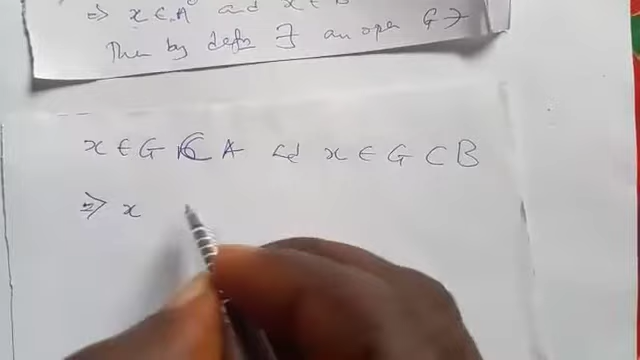 ⇒ x ∈ A° and x ∈ B
Then by defn ∃ an open G ∋
x ∈ G ⊂ A and x ∈ G ⊂ B
⇒ x